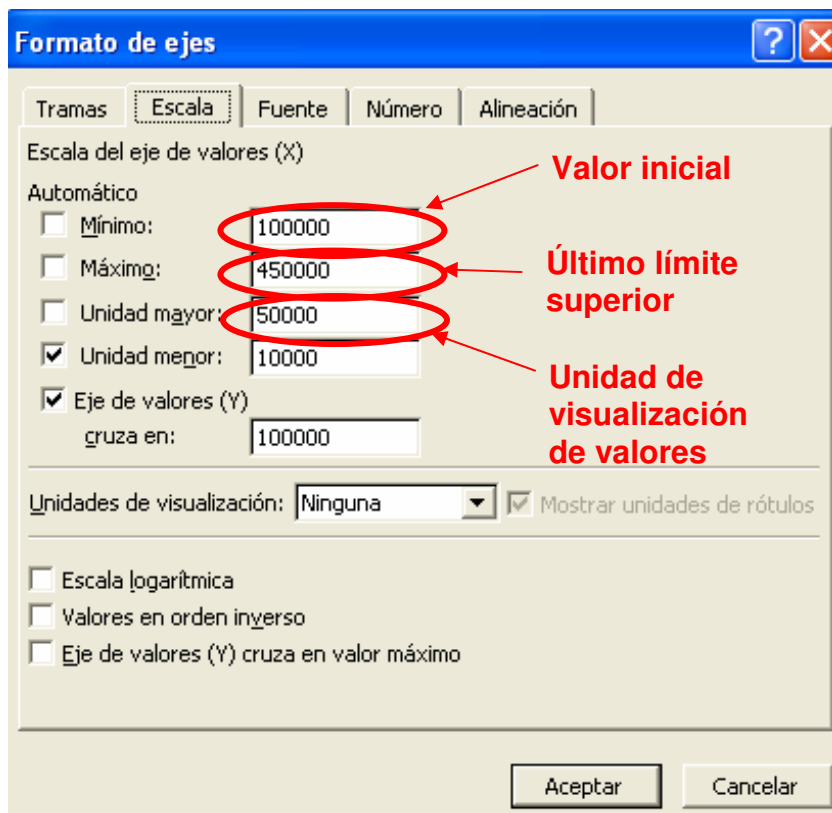 Formato de ejes
Tramas Escala Fuente Número Alineación
Escala del eje de valores (X)
Valor inicial
Automático
Mínimo: 100000
Máximo: 450000
Último límite
superior
Unidad mayor: 50000
Unidad menor: 10000
Unidad de
visualización
de valores
Eje de valores (Y)
cruza en: 100000
Unidades de visualización: Ninguna Mostrar unidades de rótulos
Escala logarítmica
Valores en orden inverso
Eje de valores (Y) cruza en valor máximo
Aceptar Cancelar